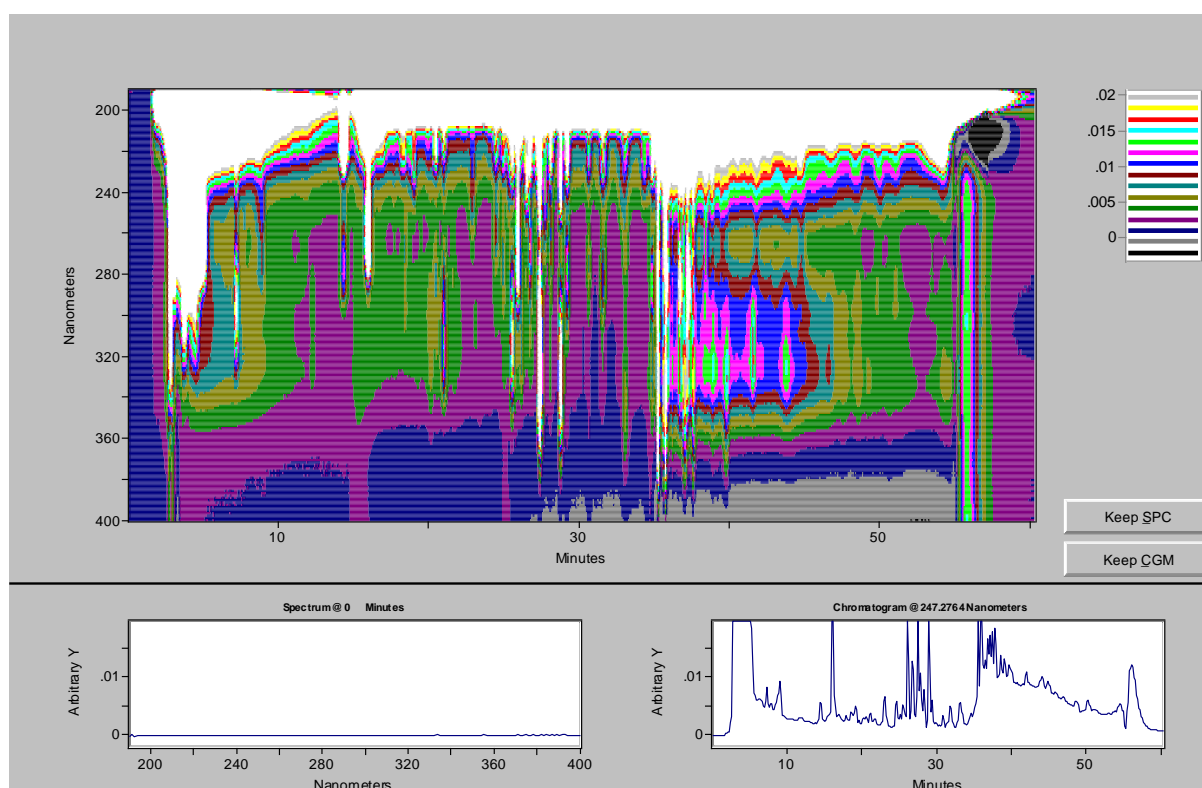 200
240
280
320
360
400
Nanometers
10
30
50
Minutes
.02
.015
.01
.005
0
Keep SPC
Keep CGM
Spectrum @ 0 Minutes
.01
0
Arbitrary Y
200 240 280 320 360 400
Nanometers
Chromatogram @ 247.2764 Nanometers
.01
0
Arbitrary Y
10 30 50
Minutes